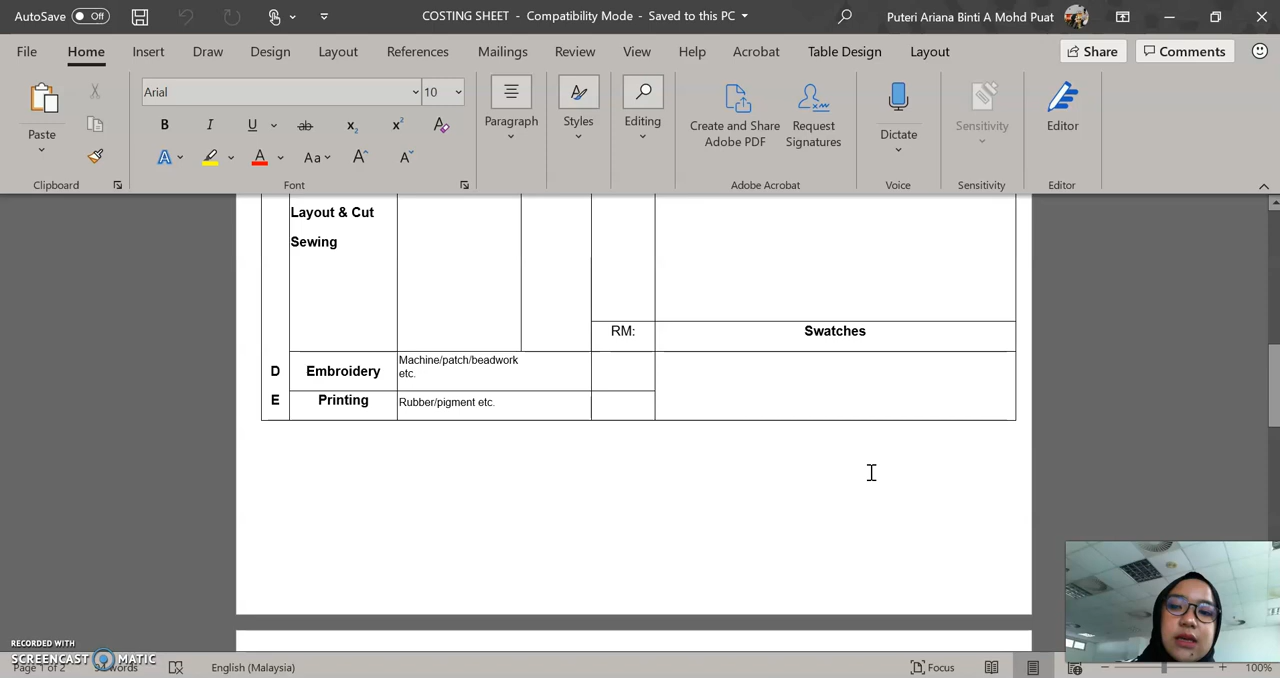 AutoSave Off COSTING SHEET - Compatibility Mode - Saved to this PC Puteri Ariana Binti A Mohd Puat
File Home Insert Draw Design Layout References Mailings Review View Help Acrobat Table Design Layout Share Comments
Arial 10
Paste Paragraph Styles Editing Create and Share Adobe PDF Request Signatures Dictate Sensitivity Editor
Clipboard Font Adobe Acrobat Voice Sensitivity Editor
Layout & Cut
Sewing
RM: Swatches
D Embroidery Machine/patch/beadwork
etc.
E Printing Rubber/pigment etc.
RECORDED WITH
SCREENCAST MATIC
Page 1 of 2 94 words English (Malaysia) Focus 100%